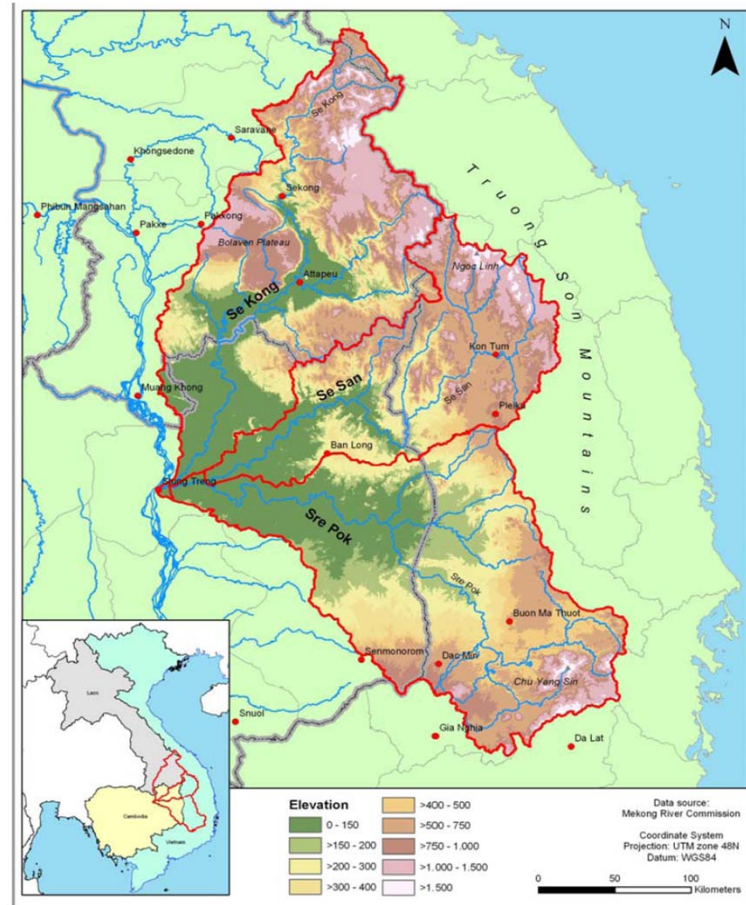 N
Se Kong
Saravane
Khongsedone
Sekong
Phibun Mangsahan
Pakxe
Pakxong
Bolaven Plateau
Attapeu
Se Kong
Ngoc Linh
Truong Son Mountains
Kon Tum
Se San
Se San
Muang Khong
Pleiku
Ban Long
Stung Treng
Sre Pok
Sre Pok
Buon Ma Thuot
Senmonorom
Dac Min
Chu Yang Sin
Snuol
Gia Nghia
Da Lat
Laos
Cambodia
Vietnam
Elevation
0 - 150
>150 - 200
>200 - 300
>300 - 400
>400 - 500
>500 - 750
>750 - 1.000
>1.000 - 1.500
>1.500
Data source:
Mekong River Commission
Coordinate System
Projection: UTM zone 48N
Datum: WGS84
0 50 100
Kilometers